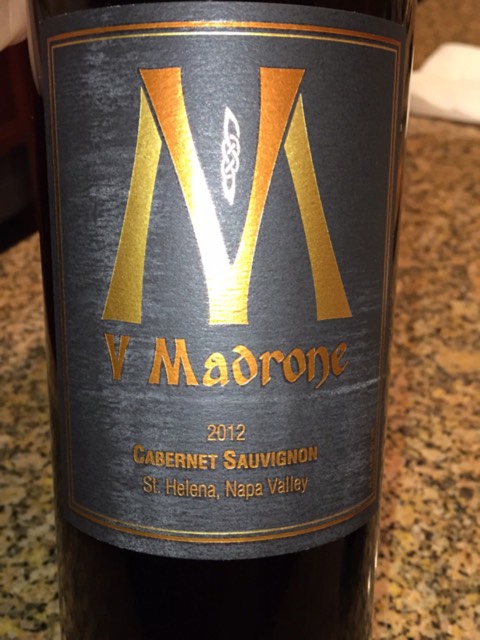 V Madrone
2012
CABERNET SAUVIGNON
St. Helena, Napa Valley